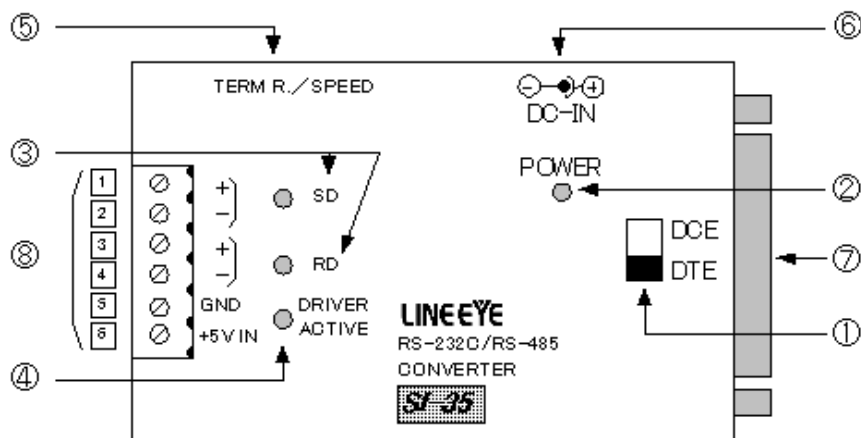 ⑤ ⑥
TERM R./SPEED
⊖ ⊕
DC-IN
③
POWER
②
1 + SD
2 −
DCE
DTE
⑧
⑦
3 +
4 − RD
5 GND DRIVER
ACTIVE
6 +5V IN
LINEEYE
①
RS-232C/RS-485
CONVERTER
④
SI-35